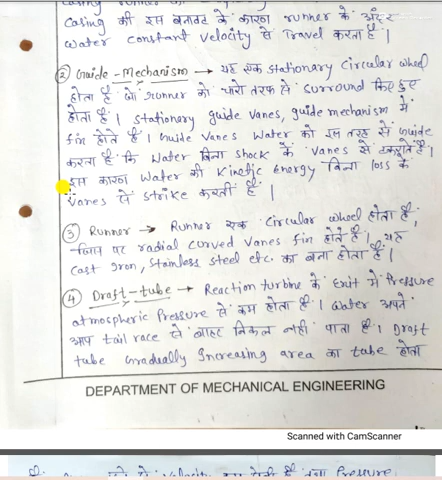 casing की इस बनावट के कारण runner के अंदर
water constant velocity से Travel करता है।
② Guide-Mechanism → यह एक stationary circular wheel
होता है जो runner को चारो तरफ से surround किए हुए
होता है। stationary guide vanes, guide mechanism में
fix होते हैं। Guide vanes water को इस तरह से guide
करता है कि water बिना shock के vanes से टकराते हैं।
इस कारण water की kinetic Energy बिना loss के
vanes से strike करती है।
③ Runner → Runner एक circular wheel होता है,
जिस पर radial curved vanes fix होते हैं। यह
cast iron, stainless steel etc. का बना होता है।
④ Draft-tube → Reaction turbine के Exit में Pressure
atmospheric Pressure से कम होता है। water अपने
आप tail race से बाहर निकल नहीं पाता है। Draft
tube Gradually Increasing area का tube होता
DEPARTMENT OF MECHANICAL ENGINEERING
Scanned with CamScanner
है। velocity Pressure